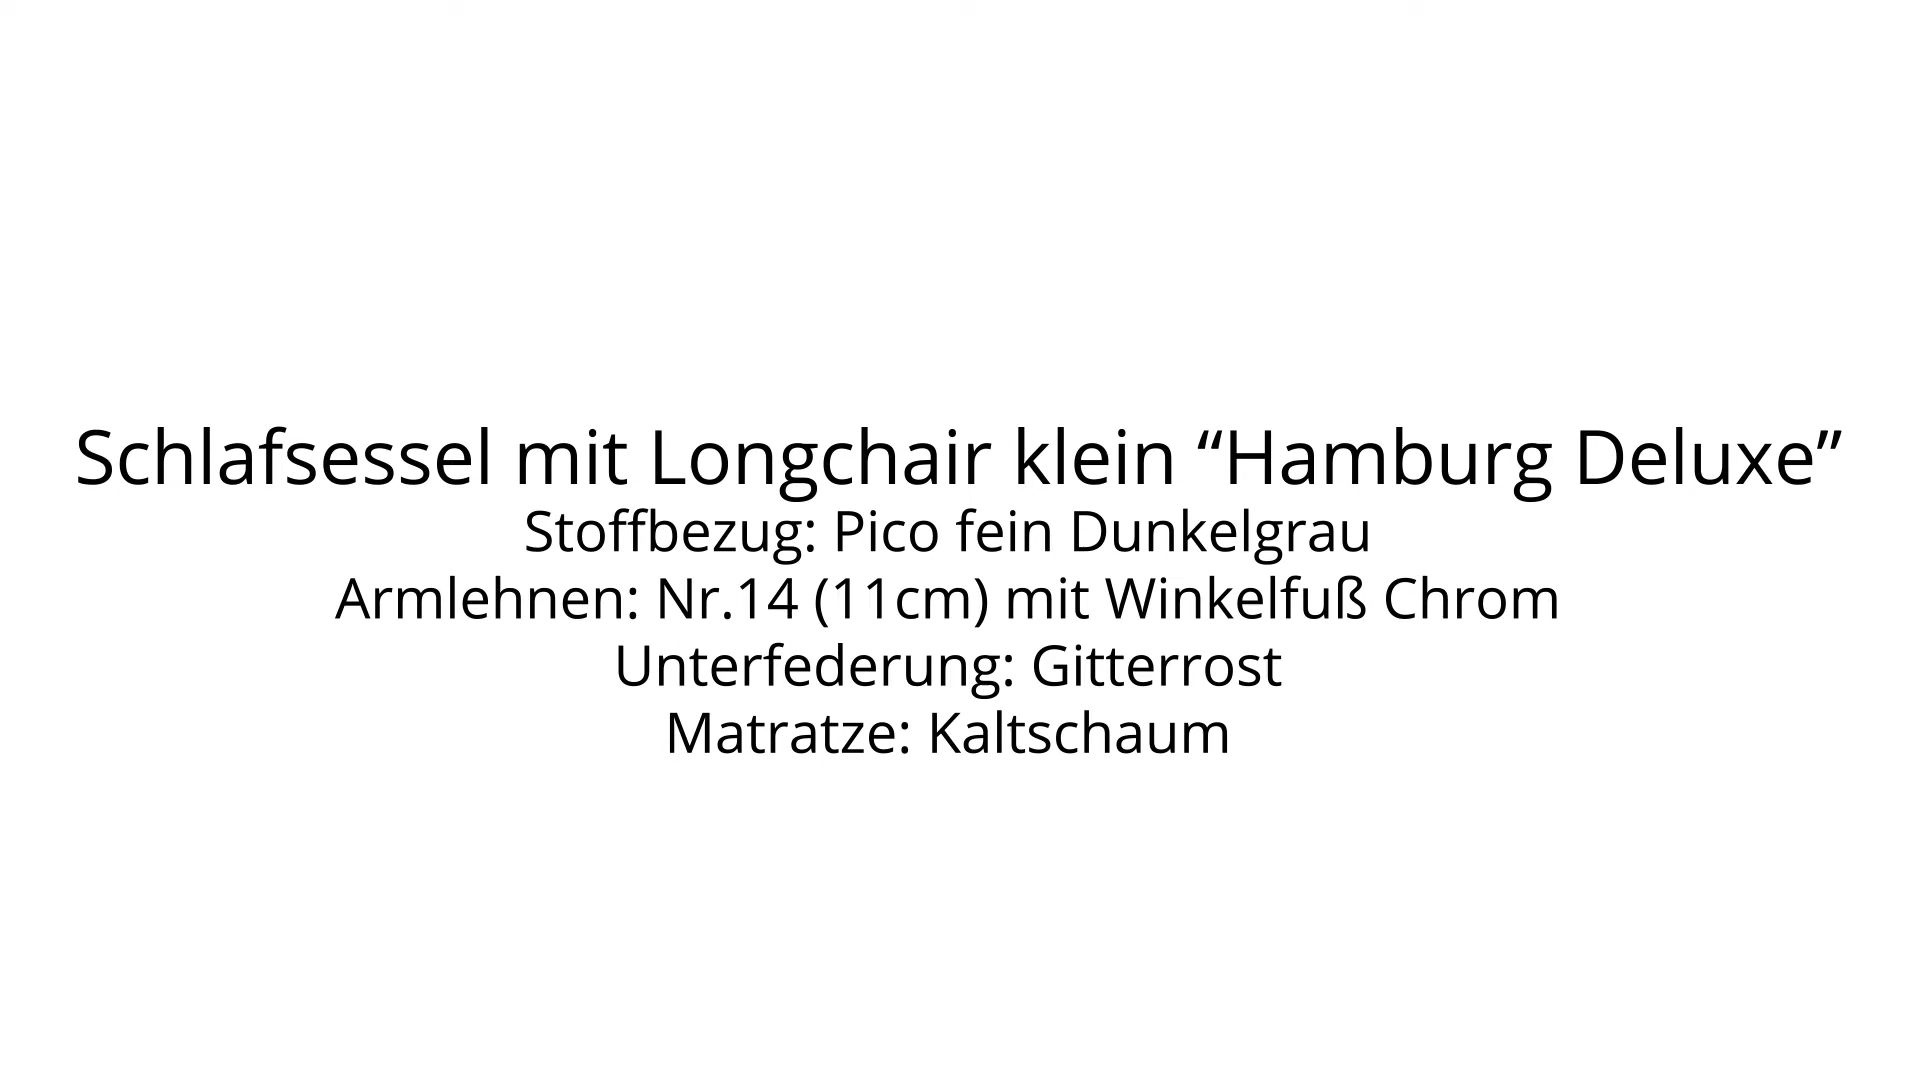 Schlafsessel mit Longchair klein “Hamburg Deluxe”
Stoffbezug: Pico fein Dunkelgrau
Armlehnen: Nr.14 (11cm) mit Winkelfuß Chrom
Unterfederung: Gitterrost
Matratze: Kaltschaum